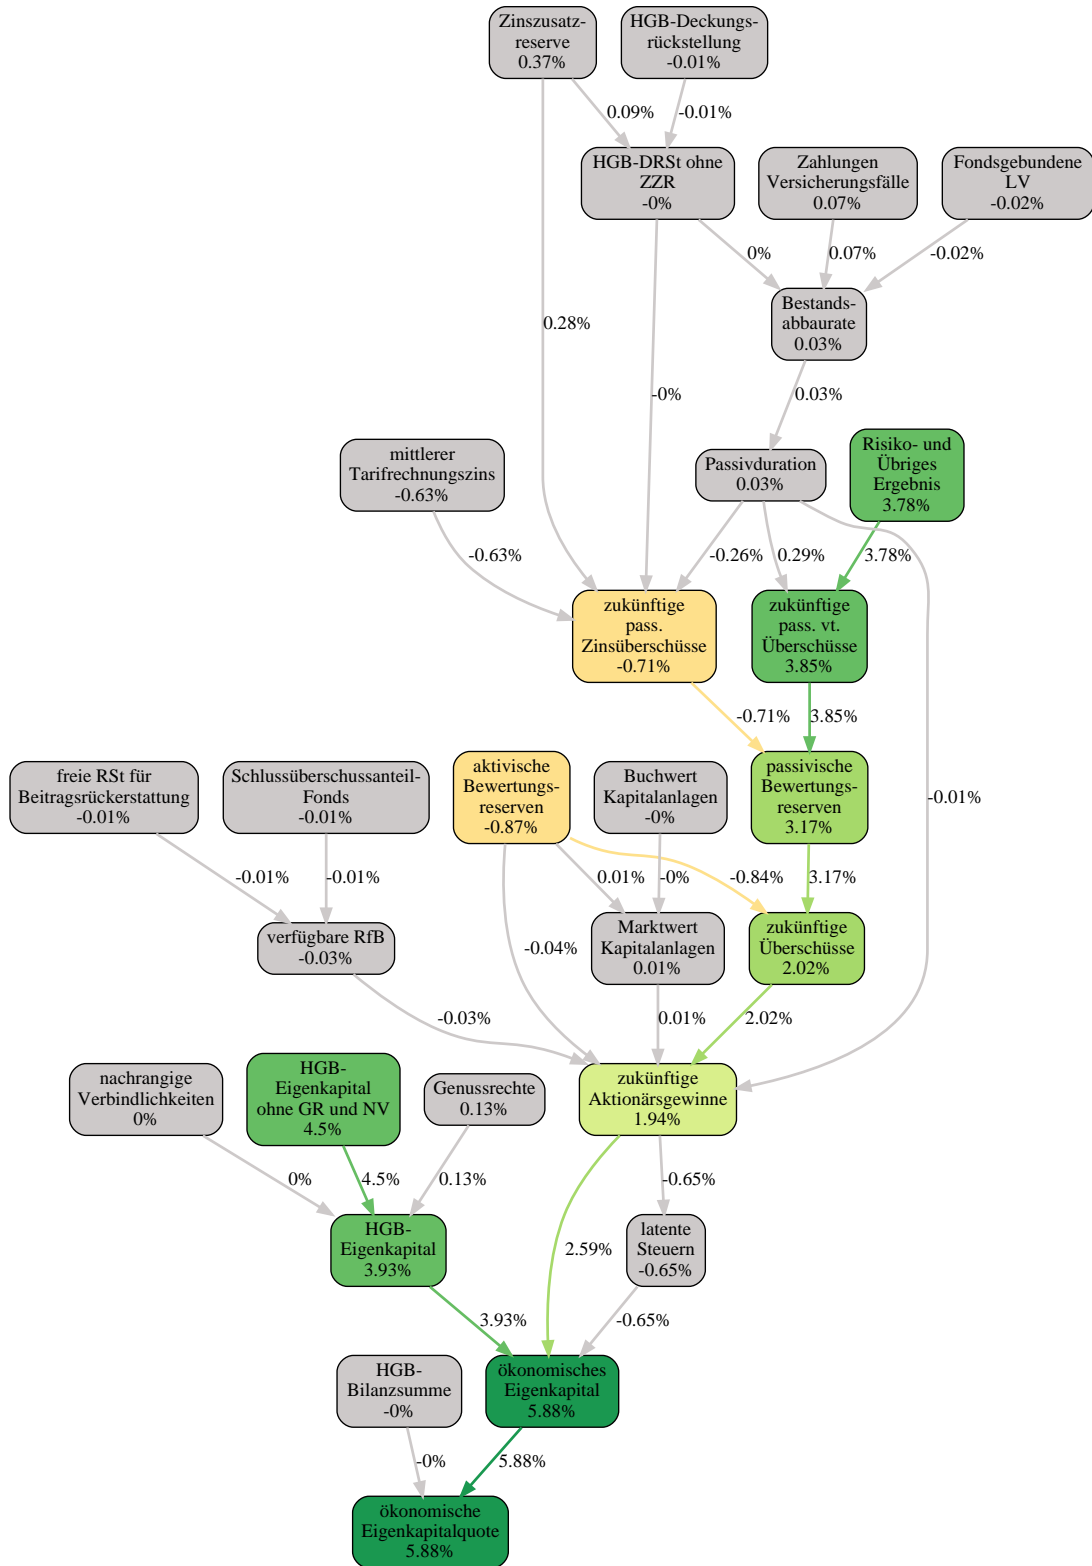 Zinszusatz-
reserve
0.37%
HGB-Deckungs-
rückstellung
-0.01%
0.09%
-0.01%
HGB-DRSt ohne
ZZR
-0%
Zahlungen
Versicherungsfälle
0.07%
Fondsgebundene
LV
-0.02%
0%
0.07%
-0.02%
Bestands-
abbaurate
0.03%
0.28%
-0%
0.03%
mittlerer
Tarifrechnungszins
-0.63%
Passivduration
0.03%
Risiko- und
Übriges
Ergebnis
3.78%
-0.63%
-0.26%
0.29%
3.78%
zukünftige
pass.
Zinsüberschüsse
-0.71%
zukünftige
pass. vt.
Überschüsse
3.85%
-0.71%
3.85%
freie RSt für
Beitragsrückerstattung
-0.01%
Schlussüberschussanteil-
Fonds
-0.01%
aktivische
Bewertungs-
reserven
-0.87%
Buchwert
Kapitalanlagen
-0%
passivische
Bewertungs-
reserven
3.17%
-0.01%
-0.01%
-0.01%
0.01%
-0%
-0.84%
3.17%
verfügbare RfB
-0.03%
-0.04%
Marktwert
Kapitalanlagen
0.01%
zukünftige
Überschüsse
2.02%
-0.03%
0.01%
2.02%
nachrangige
Verbindlichkeiten
0%
HGB-
Eigenkapital
ohne GR und NV
4.5%
Genussrechte
0.13%
zukünftige
Aktionärsgewinne
1.94%
0%
4.5%
0.13%
-0.65%
HGB-
Eigenkapital
3.93%
2.59%
latente
Steuern
-0.65%
3.93%
-0.65%
HGB-
Bilanzsumme
-0%
ökonomisches
Eigenkapital
5.88%
-0%
5.88%
ökonomische
Eigenkapitalquote
5.88%